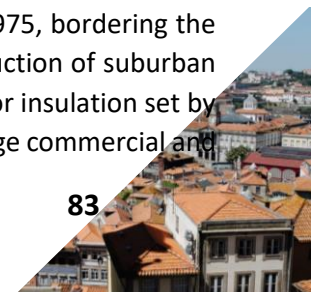 975, bordering the
uction of suburban
or insulation set by
ge commercial and
83